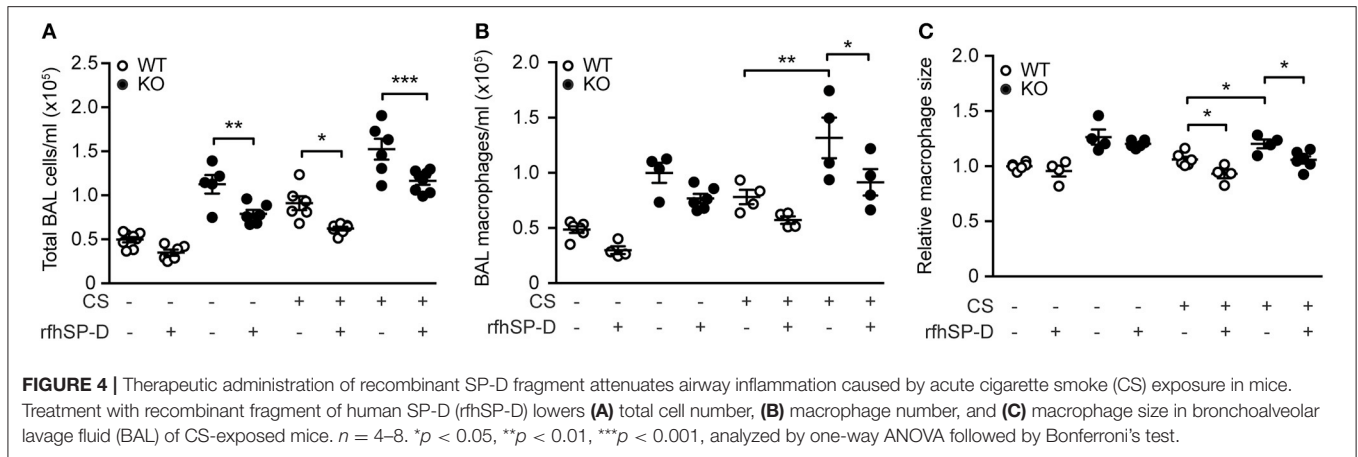 A
Total BAL cells/ml (x10⁵)
2.5
2.0
1.5
1.0
0.5
0
WT
KO
**
*
***
CS - - - - + + + +
rfhSP-D - + - + - + - +
B
BAL macrophages/ml (x10⁵)
2.0
1.5
1.0
0.5
0
WT
KO
**
*
CS - - - - + + + +
rfhSP-D - + - + - + - +
C
Relative macrophage size
2.0
1.5
1.0
0.5
0
WT
KO
*
*
*
CS - - - - + + + +
rfhSP-D - + - + - + - +
FIGURE 4 | Therapeutic administration of recombinant SP-D fragment attenuates airway inflammation caused by acute cigarette smoke (CS) exposure in mice.
Treatment with recombinant fragment of human SP-D (rfhSP-D) lowers (A) total cell number, (B) macrophage number, and (C) macrophage size in bronchoalveolar
lavage fluid (BAL) of CS-exposed mice. n = 4–8. *p < 0.05, **p < 0.01, ***p < 0.001, analyzed by one-way ANOVA followed by Bonferroni's test.